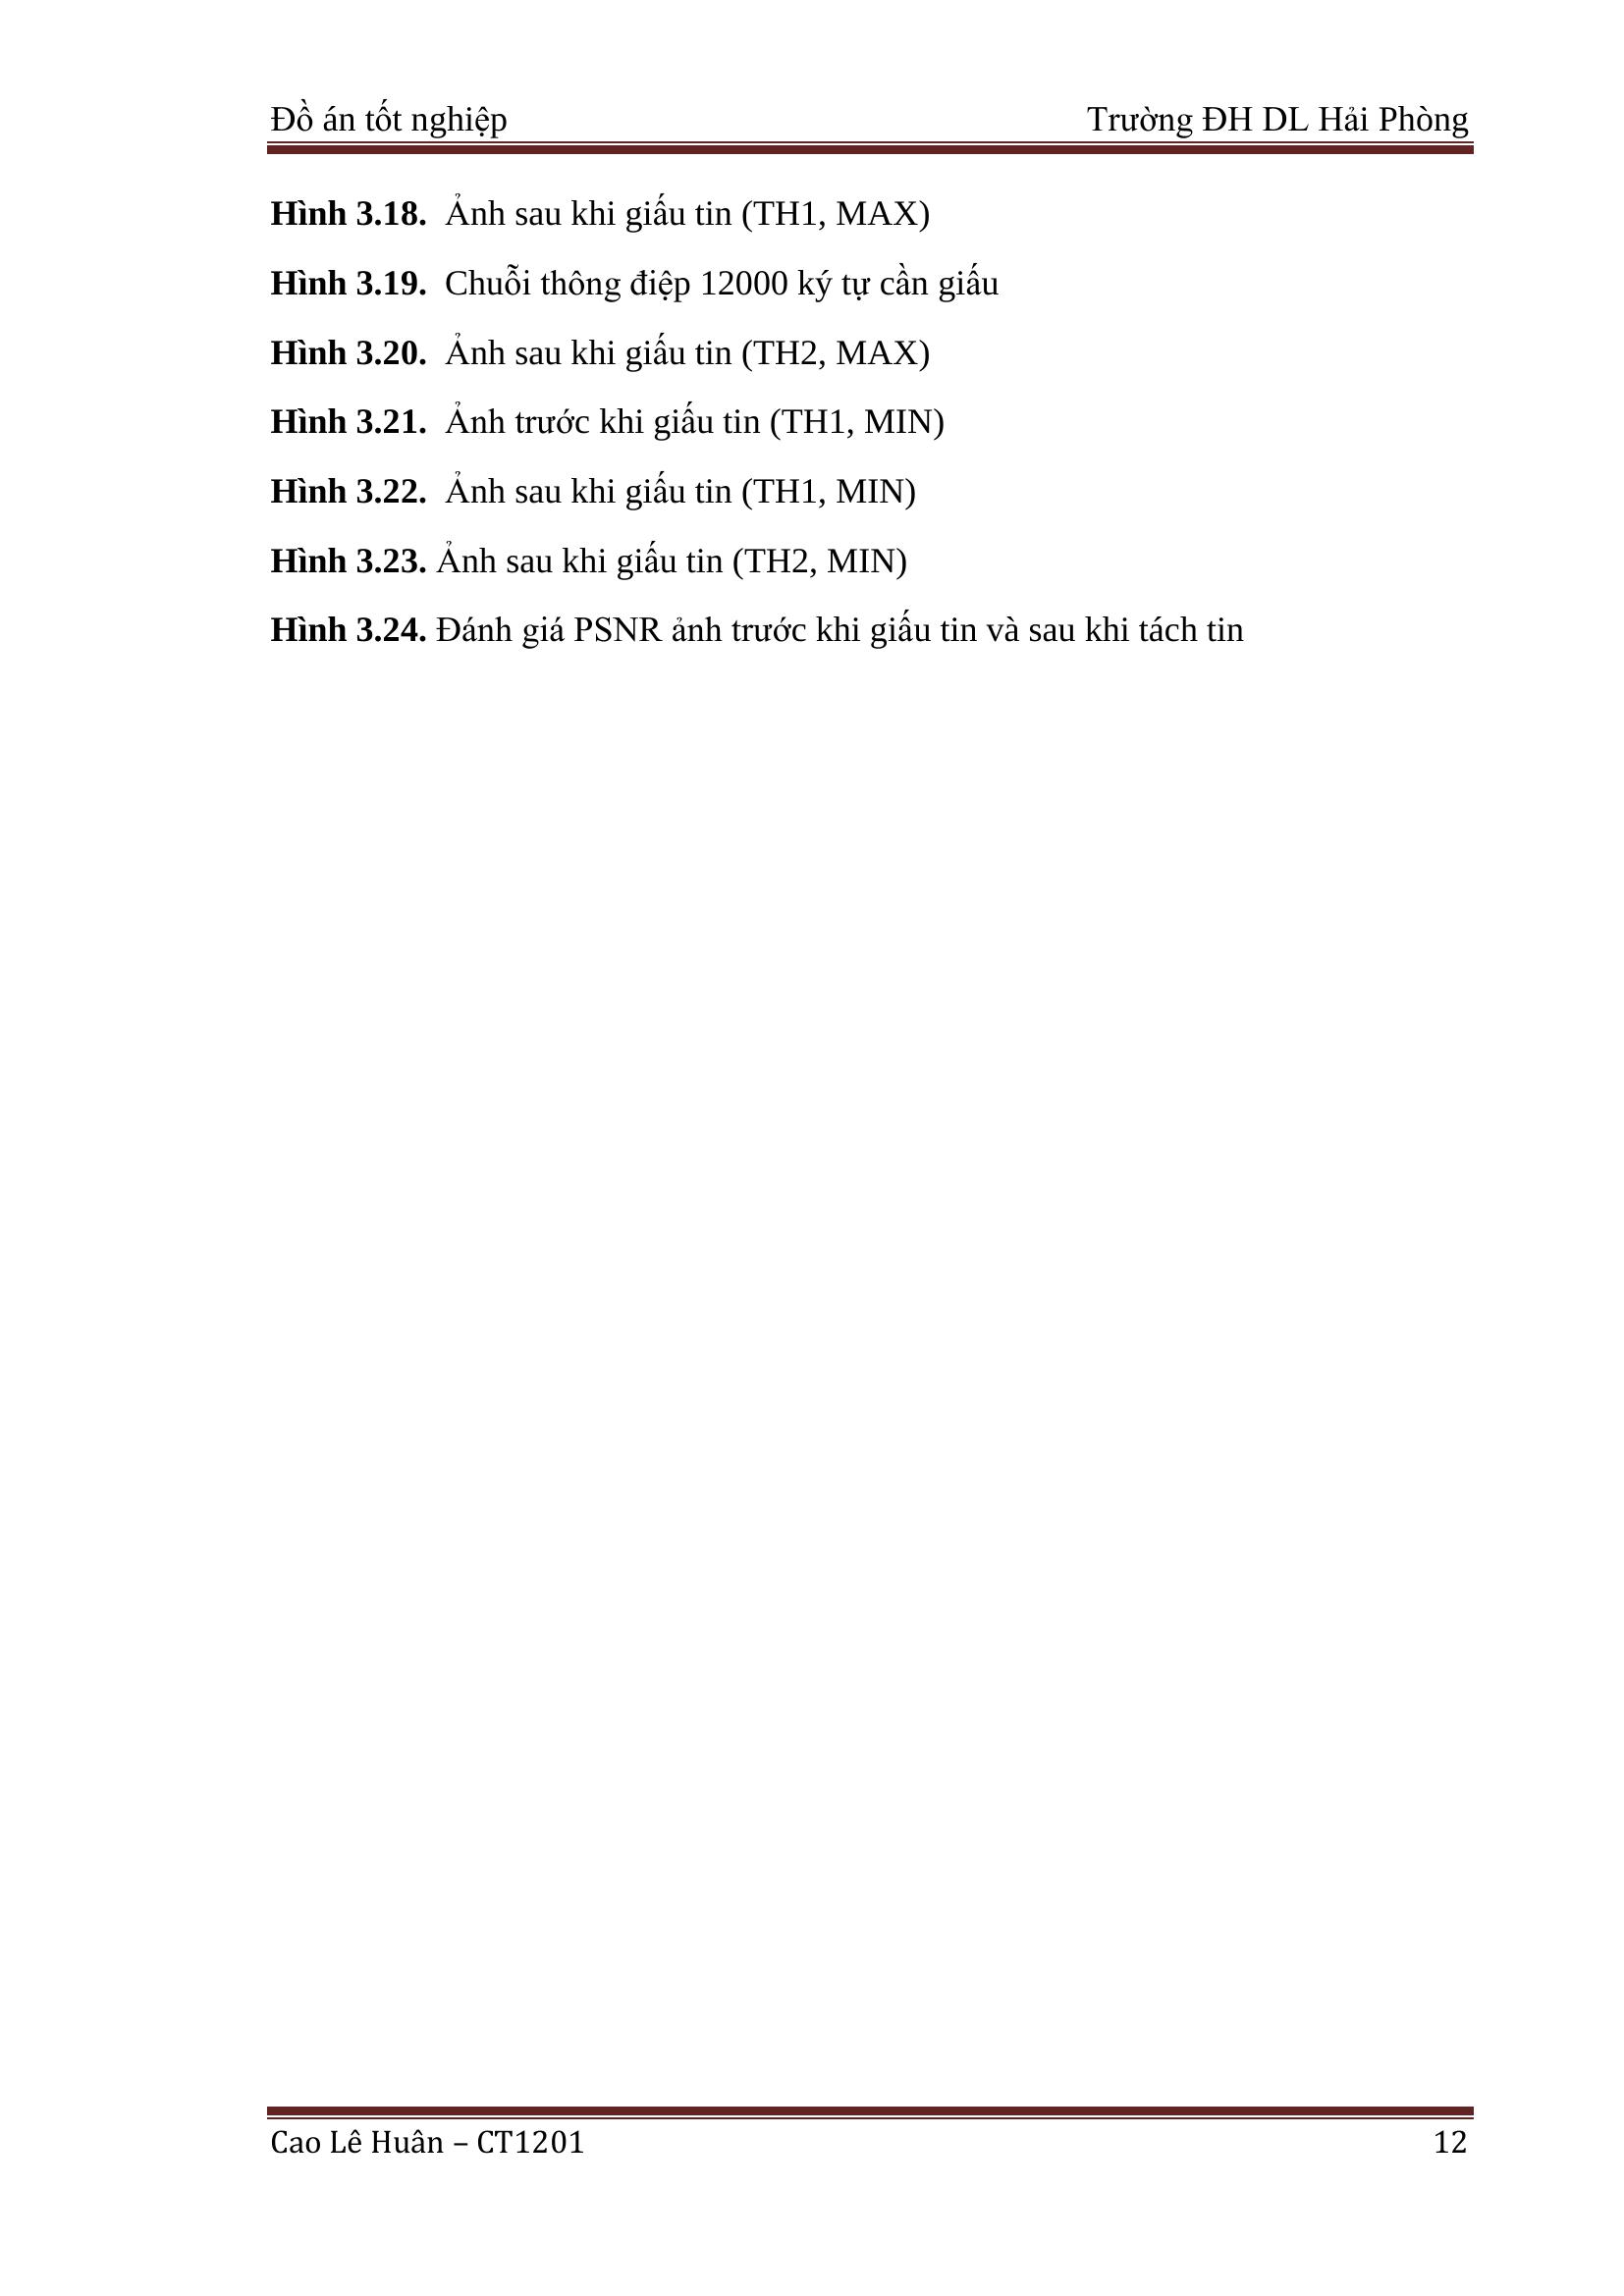 Đồ án tốt nghiệp Trường ĐH DL Hải Phòng
Hình 3.18. Ảnh sau khi giấu tin (TH1, MAX)
Hình 3.19. Chuỗi thông điệp 12000 ký tự cần giấu
Hình 3.20. Ảnh sau khi giấu tin (TH2, MAX)
Hình 3.21. Ảnh trước khi giấu tin (TH1, MIN)
Hình 3.22. Ảnh sau khi giấu tin (TH1, MIN)
Hình 3.23. Ảnh sau khi giấu tin (TH2, MIN)
Hình 3.24. Đánh giá PSNR ảnh trước khi giấu tin và sau khi tách tin
Cao Lê Huân – CT1201 12